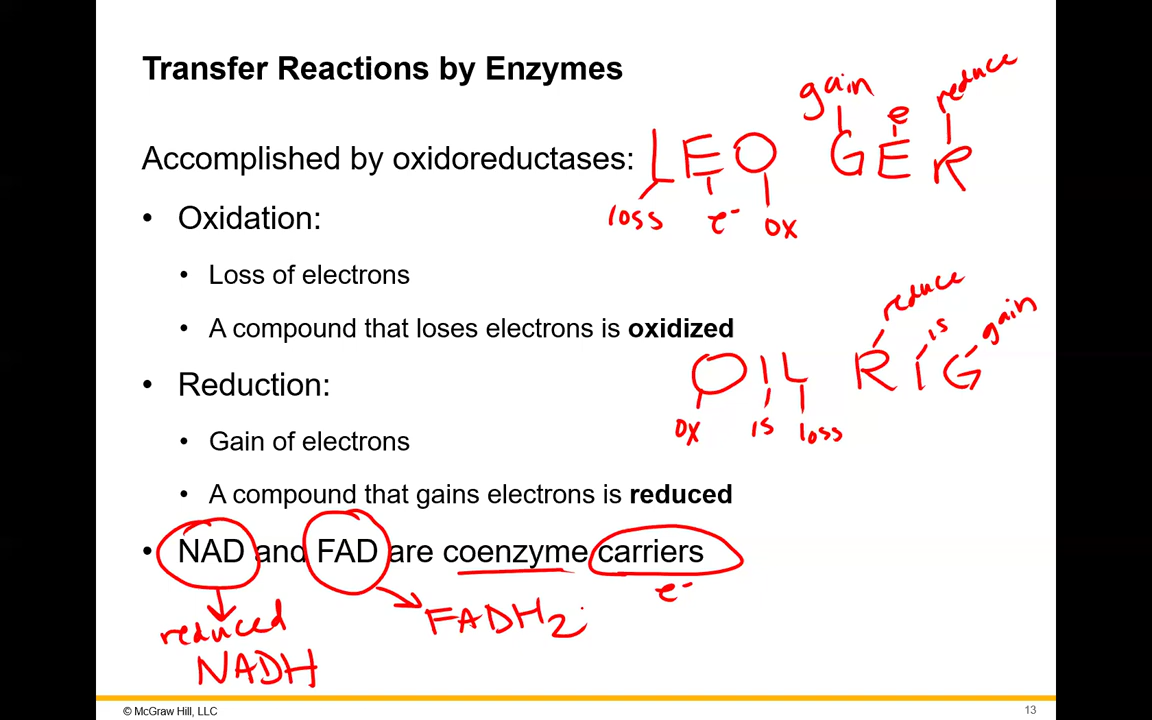 Transfer Reactions by Enzymes
gain e reduce
Accomplished by oxidoreductases: LEO GER
loss e⁻ ox
• Oxidation:
• Loss of electrons
• A compound that loses electrons is oxidized
reduce is gain
OIL RIG
ox is loss
• Reduction:
• Gain of electrons
• A compound that gains electrons is reduced
• NAD and FAD are coenzyme carriers
e⁻
reduced FADH2
NADH
© McGraw Hill, LLC
13